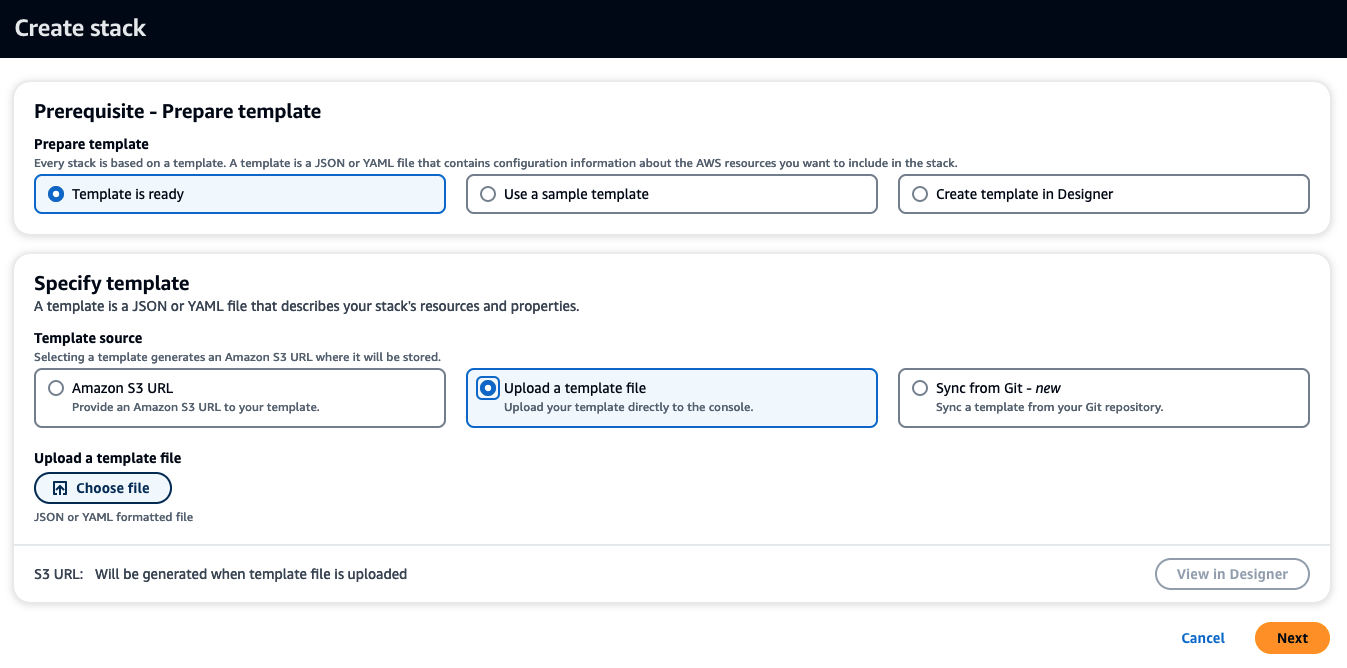 Create stack
Prerequisite - Prepare template
Prepare template
Every stack is based on a template. A template is a JSON or YAML file that contains configuration information about the AWS resources you want to include in the stack.
Template is ready
Use a sample template
Create template in Designer
Specify template
A template is a JSON or YAML file that describes your stack's resources and properties.
Template source
Selecting a template generates an Amazon S3 URL where it will be stored.
Amazon S3 URL
Provide an Amazon S3 URL to your template.
Upload a template file
Upload your template directly to the console.
Sync from Git - new
Sync a template from your Git repository.
Upload a template file
Choose file
JSON or YAML formatted file
S3 URL: Will be generated when template file is uploaded
View in Designer
Cancel
Next